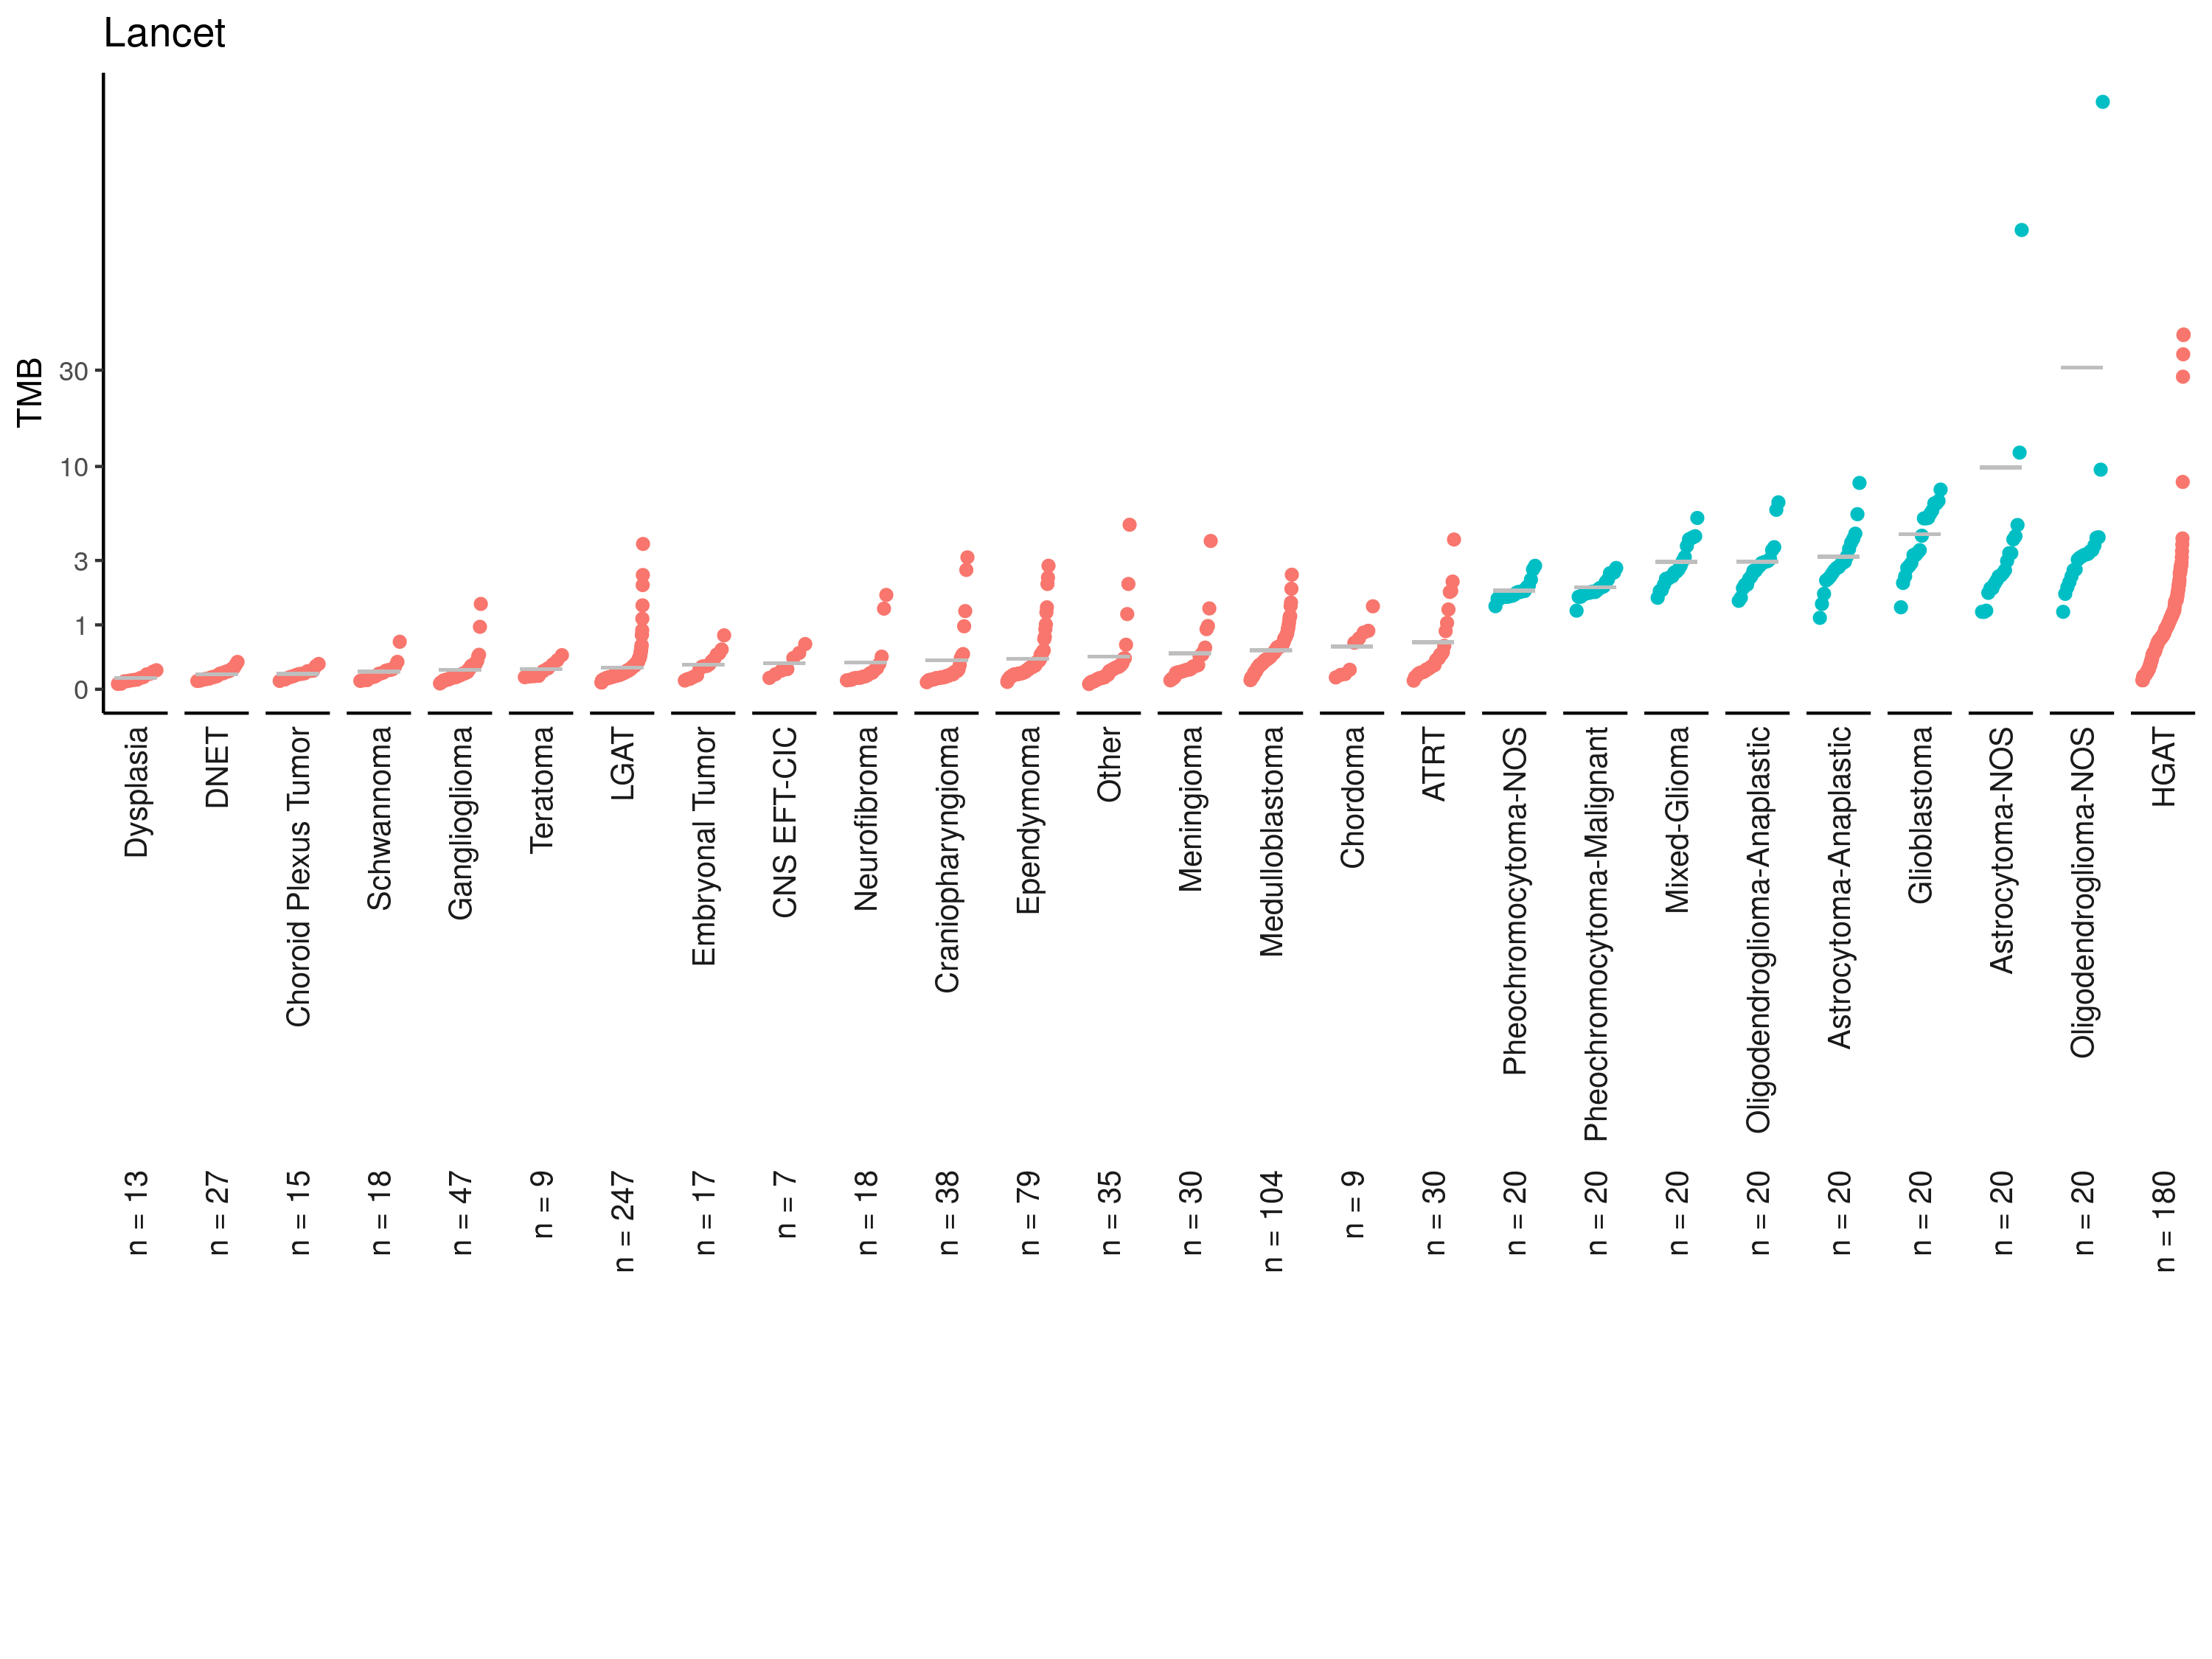 Lancet
TMB
30
10
3
1
0
Dysplasia
DNET
Choroid Plexus Tumor
Schwannoma
Ganglioglioma
Teratoma
LGAT
Embryonal Tumor
CNS EFT-CIC
Neurofibroma
Craniopharyngioma
Ependymoma
Other
Meningioma
Medulloblastoma
Chordoma
ATRT
Pheochromocytoma-NOS
Pheochromocytoma-Malignant
Mixed-Glioma
Oligodendroglioma-Anaplastic
Astrocytoma-Anaplastic
Glioblastoma
Astrocytoma-NOS
Oligodendroglioma-NOS
HGAT
n = 13
n = 27
n = 15
n = 18
n = 47
n = 9
n = 247
n = 17
n = 7
n = 18
n = 38
n = 79
n = 35
n = 30
n = 104
n = 9
n = 30
n = 20
n = 20
n = 20
n = 20
n = 20
n = 20
n = 20
n = 20
n = 180